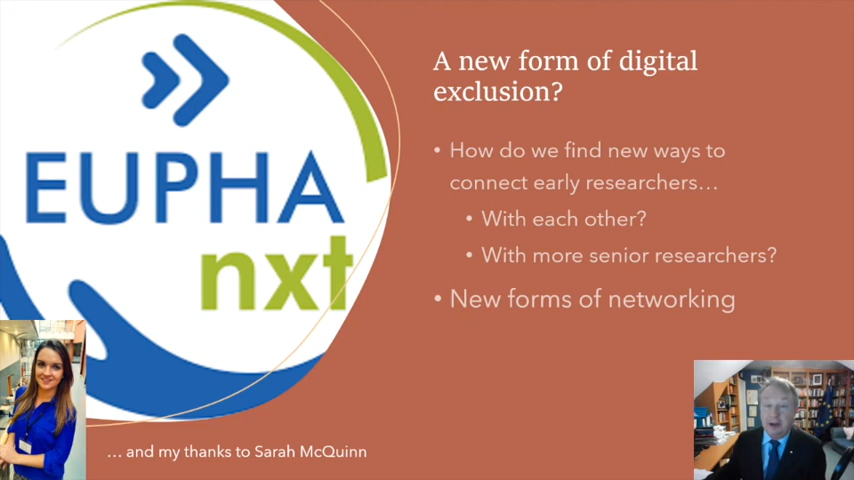 EUPHA
nxt
A new form of digital
exclusion?
• How do we find new ways to
connect early researchers…
• With each other?
• With more senior researchers?
• New forms of networking
… and my thanks to Sarah McQuinn